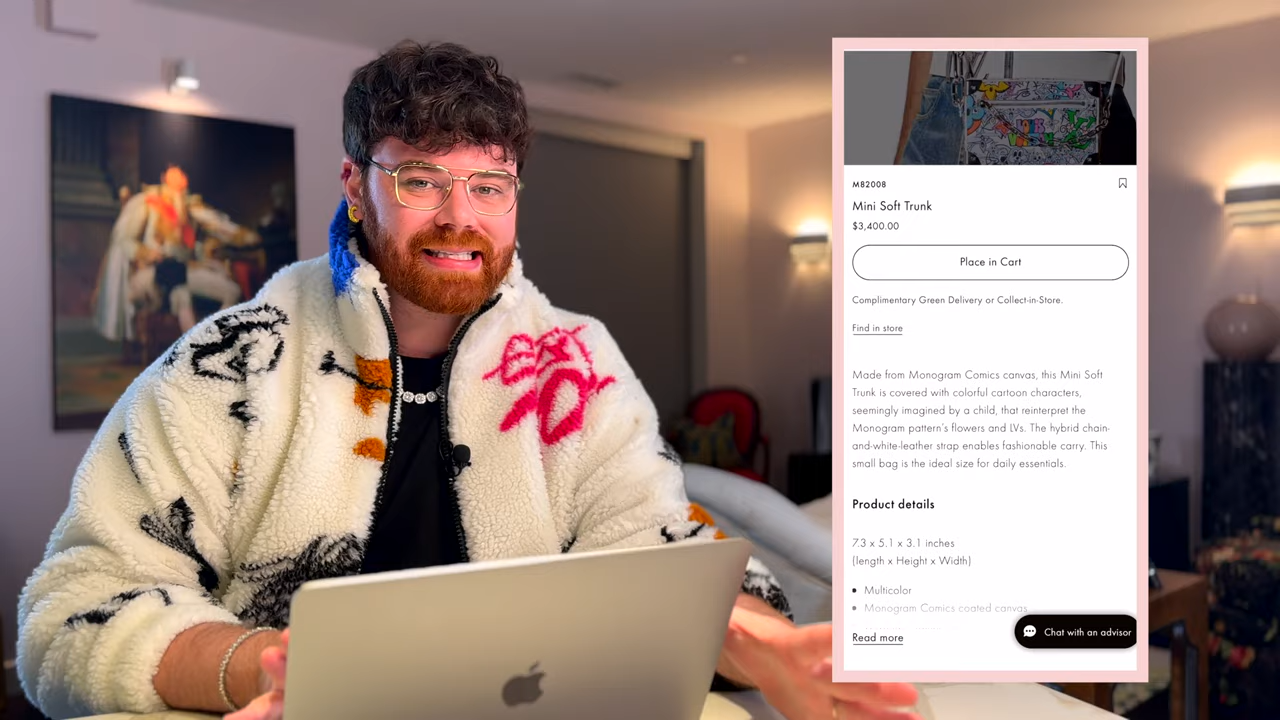 M82008
Mini Soft Trunk
$3,400.00
Place in Cart
Complimentary Green Delivery or Collect-in-Store.
Find in store
Made from Monogram Comics canvas, this Mini Soft
Trunk is covered with colorful cartoon characters,
seemingly imagined by a child, that reinterpret the
Monogram pattern's flowers and LVs. The hybrid chain-
and-white-leather strap enables fashionable carry. This
small bag is the ideal size for daily essentials.
Product details
7.3 x 5.1 x 3.1 inches
(length x Height x Width)
Multicolor
Monogram Comics coated canvas
Read more
Chat with an advisor